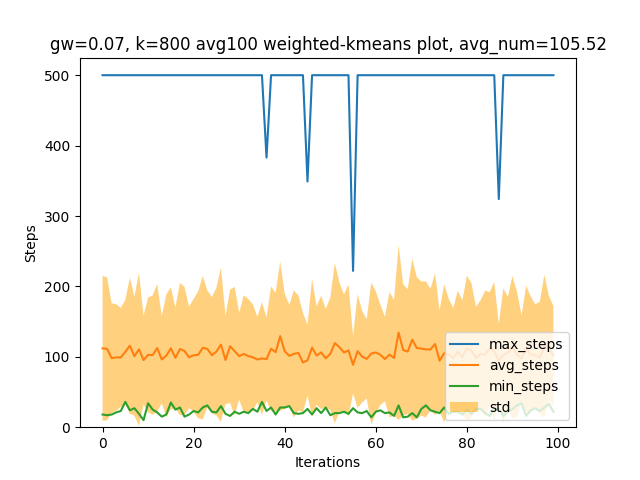 gw=0.07, k=800 avg100 weighted-kmeans plot, avg_num=105.52
500
400
300
200
100
0
Steps
0
20
40
60
80
100
Iterations
max_steps
avg_steps
min_steps
std